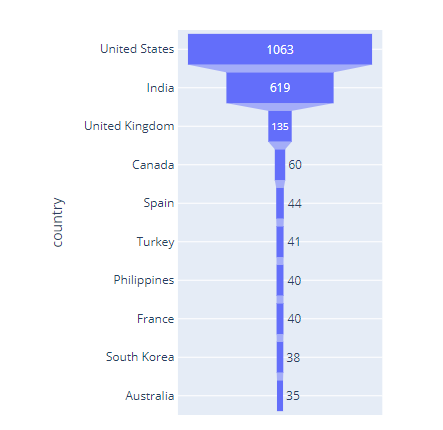 United States 1063
India 619
United Kingdom 135
Canada 60
Spain 44
Turkey 41
Philippines 40
France 40
South Korea 38
Australia 35
country